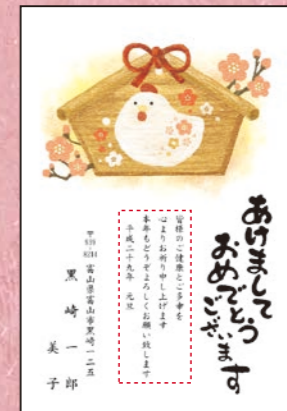 あけまして
おめでとう
ございます
皆様のご健康とご多幸を
心よりお祈り申し上げます
本年もどうぞよろしくお願い致します
平成二十九年 元旦
〒939-8214 富山県富山市黒崎一二五
黒崎 一郎
美子